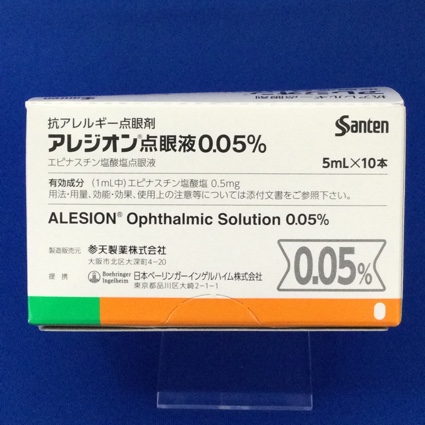 抗アレルギー点眼剤
アレジオン®点眼液0.05%
エピナスチン塩酸塩点眼液
Santen
5mL×10本
有効成分 (1mL中)エピナスチン塩酸塩 0.5mg
用法・用量、効能・効果、使用上の注意等については添付文書をご参照下さい。
ALESION® Ophthalmic Solution 0.05%
製造販売元 参天製薬株式会社
大阪市北区大深町4-20
提携 Boehringer Ingelheim 日本ベーリンガーインゲルハイム株式会社
東京都品川区大崎2-1-1
0.05%